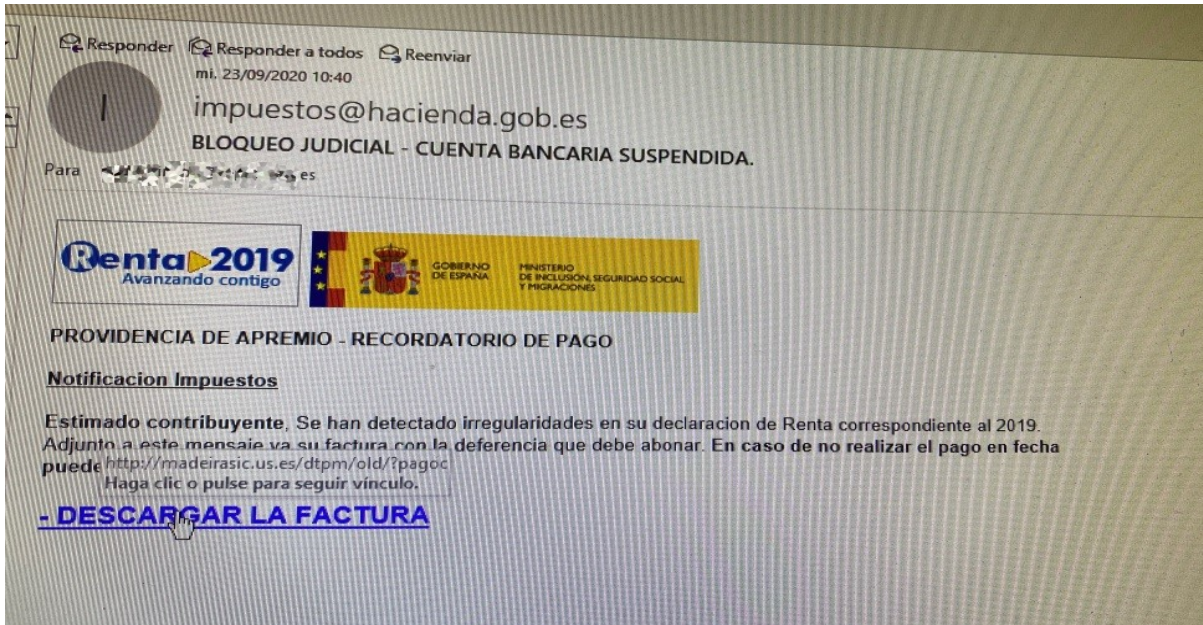 Responder Responder a todos Reenviar
mi. 23/09/2020 10:40
I
impuestos@hacienda.gob.es
BLOQUEO JUDICIAL - CUENTA BANCARIA SUSPENDIDA.
Para es
Renta 2019
Avanzando contigo
GOBIERNO
DE ESPAÑA
MINISTERIO
DE INCLUSIÓN, SEGURIDAD SOCIAL
Y MIGRACIONES
PROVIDENCIA DE APREMIO - RECORDATORIO DE PAGO
Notificacion Impuestos
Estimado contribuyente, Se han detectado irregularidades en su declaracion de Renta correspondiente al 2019.
Adjunto a este mensaje va su factura con la deferencia que debe abonar. En caso de no realizar el pago en fecha
puede
http://madeirasic.us.es/dtpm/old/?pagoc
Haga clic o pulse para seguir vínculo.
- DESCARGAR LA FACTURA